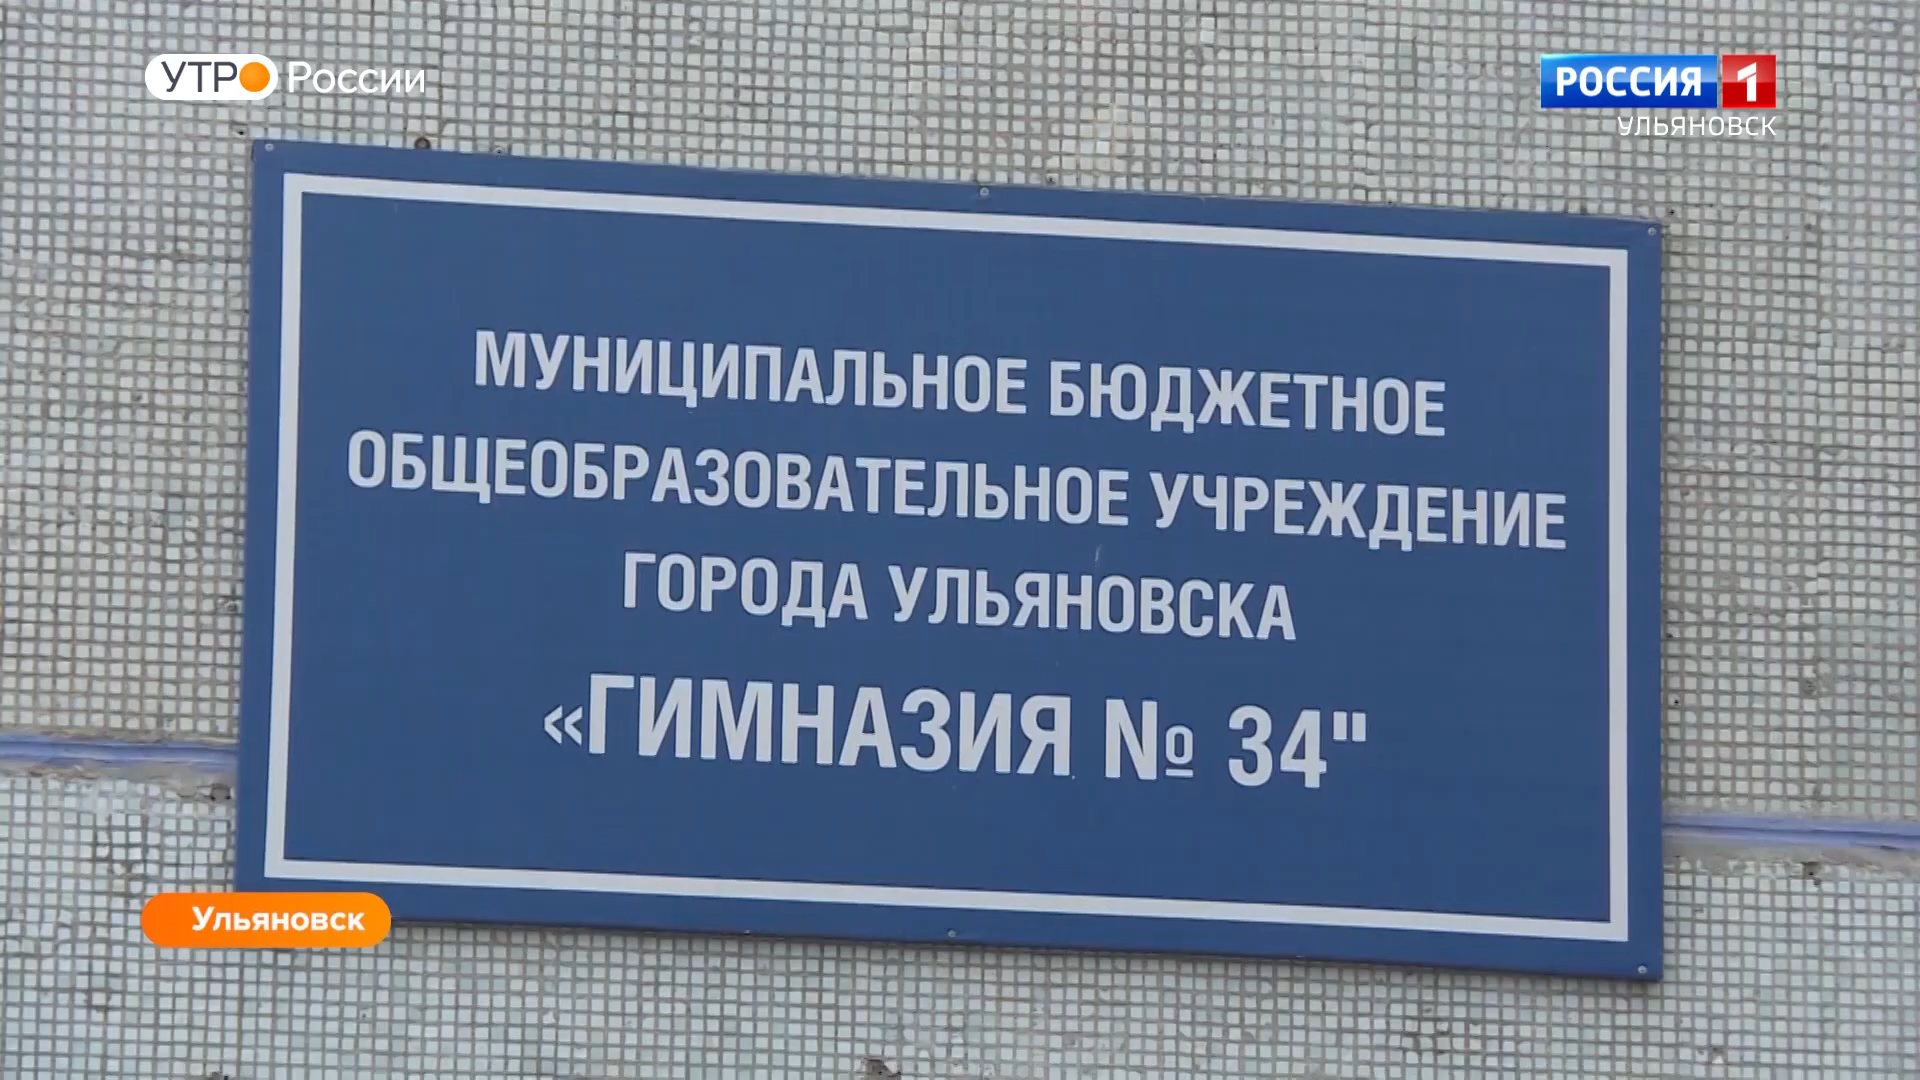 УТРО России
РОССИЯ 1
УЛЬЯНОВСК
МУНИЦИПАЛЬНОЕ БЮДЖЕТНОЕ
ОБЩЕОБРАЗОВАТЕЛЬНОЕ УЧРЕЖДЕНИЕ
ГОРОДА УЛЬЯНОВСКА
«ГИМНАЗИЯ № 34"
Ульяновск